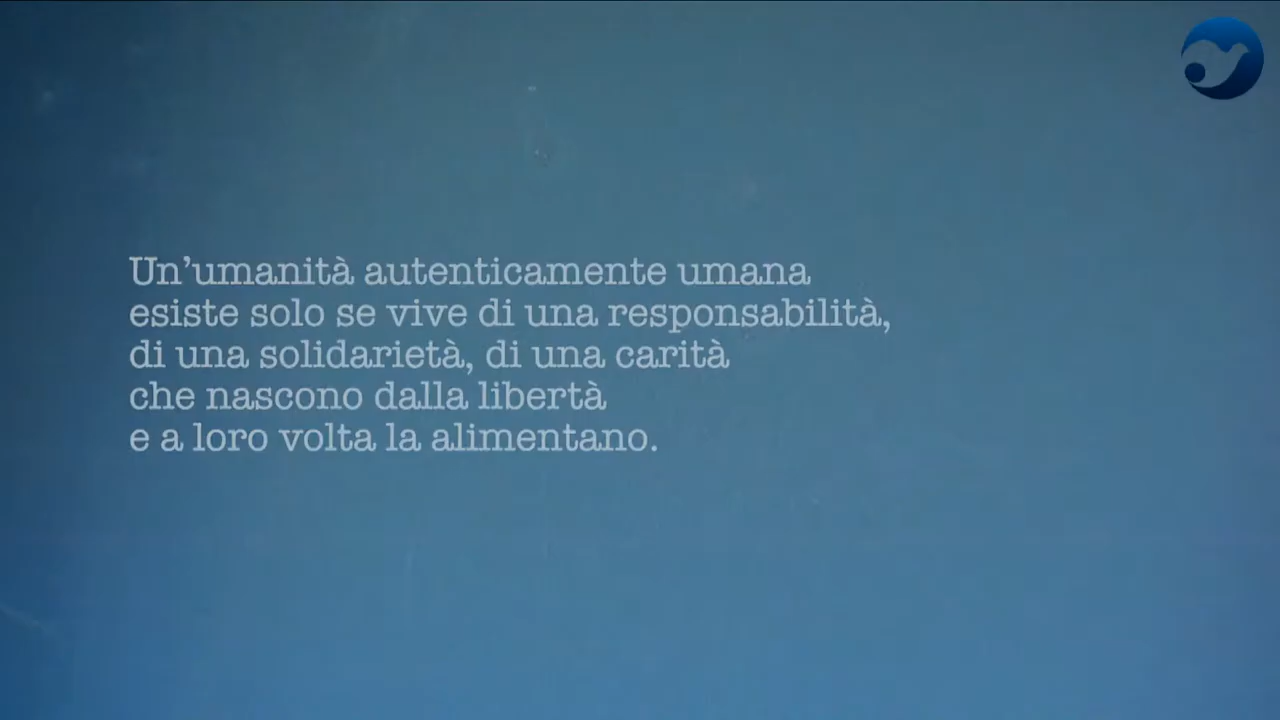 Un’umanità autenticamente umana
esiste solo se vive di una responsabilità,
di una solidarietà, di una carità
che nascono dalla libertà
e a loro volta la alimentano.